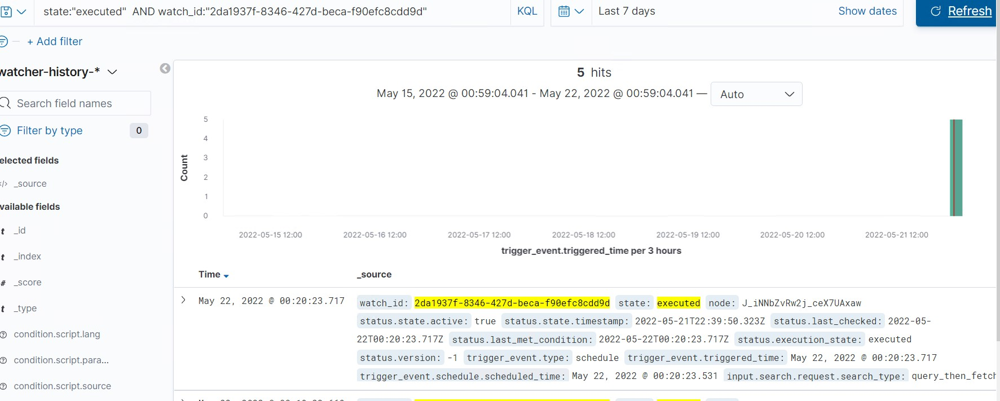 state:"executed" AND watch_id:"2da1937f-8346-427d-beca-f90efc8cdd9d" KQL Last 7 days Show dates Refresh
+ Add filter
watcher-history-*
5 hits
May 15, 2022 @ 00:59:04.041 - May 22, 2022 @ 00:59:04.041 — Auto
Search field names
Filter by type 0
elected fields
_source
vailable fields
t _id
t _index
# _score
t _type
condition.script.lang
condition.script.para...
condition.script.source
Count
5
4
3
2
1
0
2022-05-15 12:00 2022-05-16 12:00 2022-05-17 12:00 2022-05-18 12:00 2022-05-19 12:00 2022-05-20 12:00 2022-05-21 12:00
trigger_event.triggered_time per 3 hours
Time _source
May 22, 2022 @ 00:20:23.717 watch_id: 2da1937f-8346-427d-beca-f90efc8cdd9d state: executed node: J_iNNbZvRw2j_ceX7UAxaw
status.state.active: true status.state.timestamp: 2022-05-21T22:39:50.323Z status.last_checked: 2022-05-
22T00:20:23.717Z status.last_met_condition: 2022-05-22T00:20:23.717Z status.execution_state: executed
status.version: -1 trigger_event.type: schedule trigger_event.triggered_time: May 22, 2022 @ 00:20:23.717
trigger_event.schedule.scheduled_time: May 22, 2022 @ 00:20:23.531 input.search.request.search_type: query_then_fetch